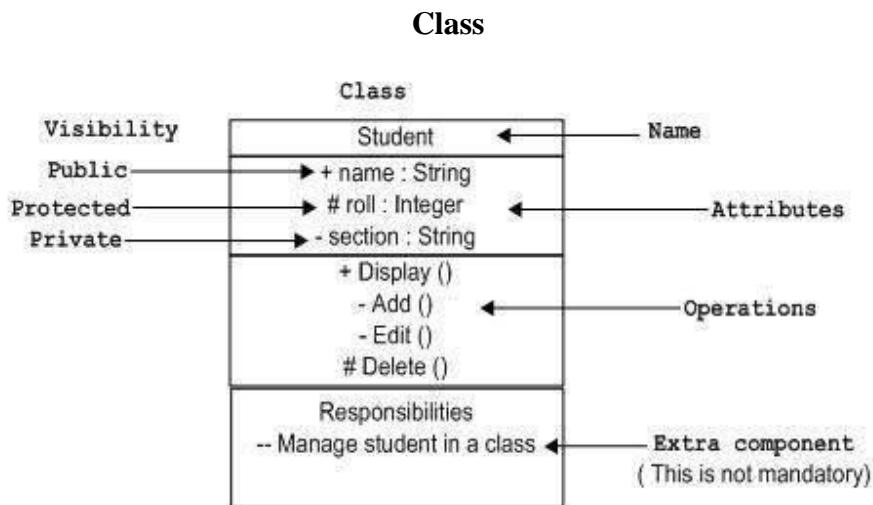 Class
Class
Visibility
Student
Name
Public
+ name : String
Protected
# roll : Integer
Attributes
Private
- section : String
+ Display ()
- Add ()
Operations
- Edit ()
# Delete ()
Responsibilities
-- Manage student in a class
Extra component
( This is not mandatory)